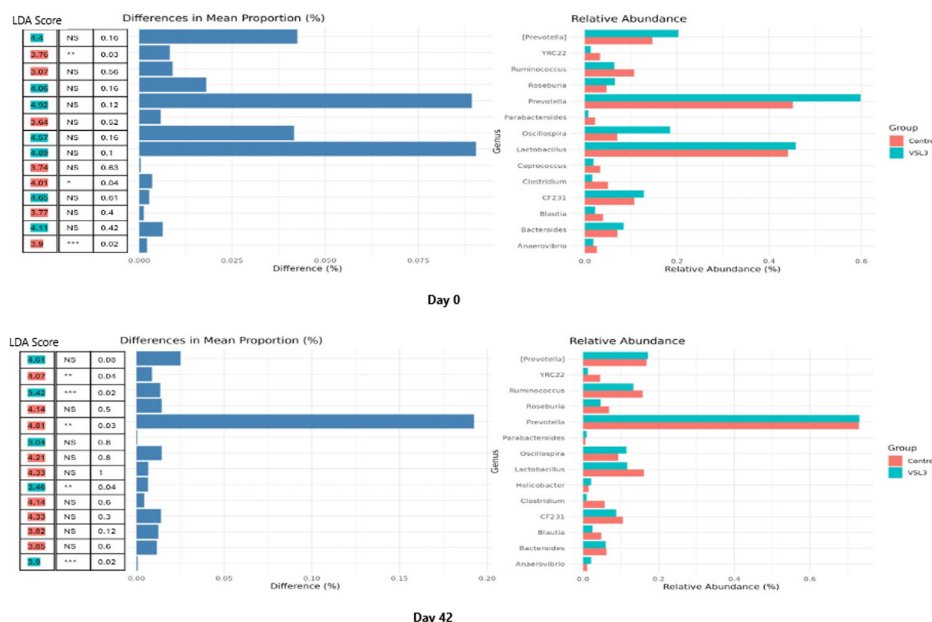 LDA Score
Differences in Mean Proportion (%)
Relative Abundance
4.4 NS 0.16
3.76 ** 0.03
3.07 NS 0.56
4.06 NS 0.16
4.92 NS 0.12
3.64 NS 0.52
4.57 NS 0.16
4.89 NS 0.1
3.74 NS 0.63
4.01 * 0.04
4.65 NS 0.61
3.77 NS 0.4
4.11 NS 0.42
3.9 *** 0.02
0.000 0.025 0.050 0.075
Difference (%)
Genus
[Prevotella]
YRC22
Ruminococcus
Roseburia
Prevotella
Parabacteroides
Oscillospira
Lactobacillus
Coprococcus
Clostridium
CF231
Blautia
Bacteroides
Anaerovibrio
0.0 0.2 0.4 0.6
Relative Abundance (%)
Group
Contr
VSL3
Day 0
LDA Score
Differences in Mean Proportion (%)
Relative Abundance
4.61 NS 0.08
4.07 ** 0.04
3.42 *** 0.02
4.14 NS 0.5
4.81 ** 0.03
3.04 NS 0.8
4.21 NS 0.8
4.33 NS 1
3.46 ** 0.04
4.14 NS 0.6
4.33 NS 0.3
3.82 NS 0.12
3.85 NS 0.6
3.9 *** 0.02
0.00 0.05 0.10 0.15 0.20
Difference (%)
Genus
[Prevotella]
YRC22
Ruminococcus
Roseburia
Prevotella
Parabacteroides
Oscillospira
Lactobacillus
Helicobacter
Clostridium
CF231
Blautia
Bacteroides
Anaerovibrio
0.0 0.2 0.4 0.6
Relative Abundance (%)
Group
Contr
VSL3
Day 42